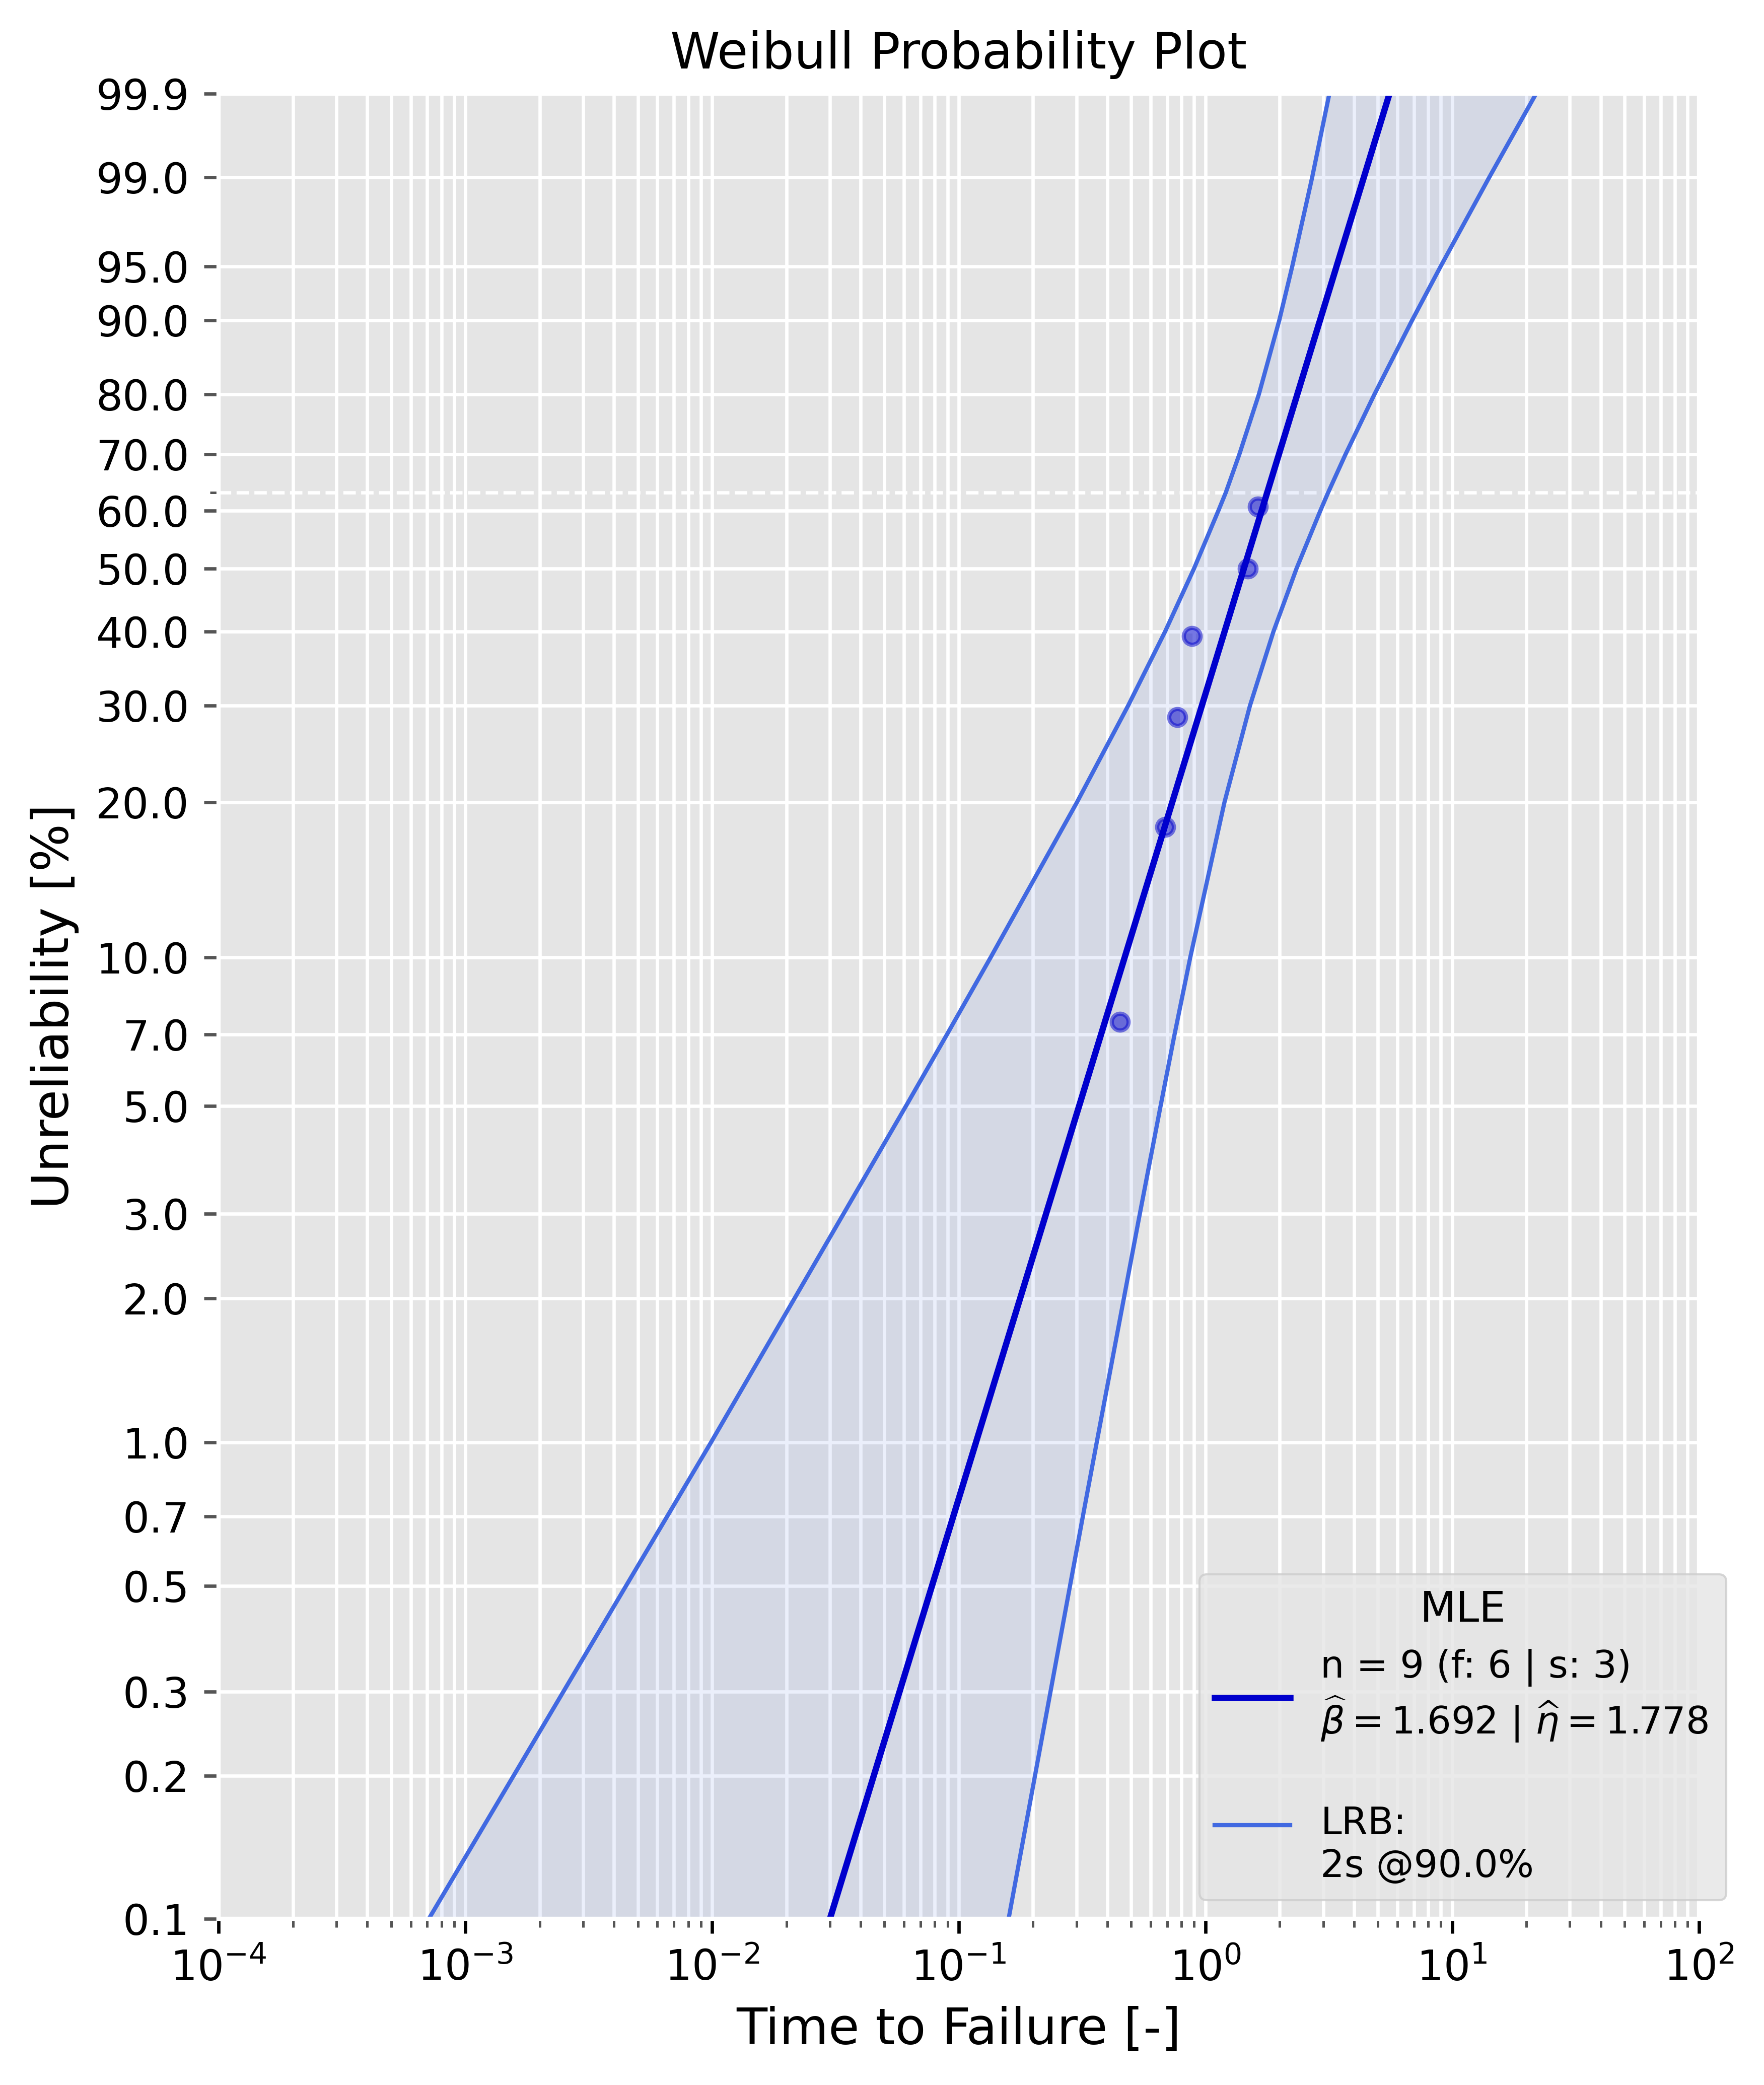 Weibull Probability Plot
Unreliability [%]
99.9
99.0
95.0
90.0
80.0
70.0
60.0
50.0
40.0
30.0
20.0
10.0
7.0
5.0
3.0
2.0
1.0
0.7
0.5
0.3
0.2
0.1
MLE
n = 9 (f: 6 | s: 3)
β̂ = 1.692 | η̂ = 1.778
LRB:
2s @90.0%
10⁻⁴ 10⁻³ 10⁻² 10⁻¹ 10⁰ 10¹ 10²
Time to Failure [-]